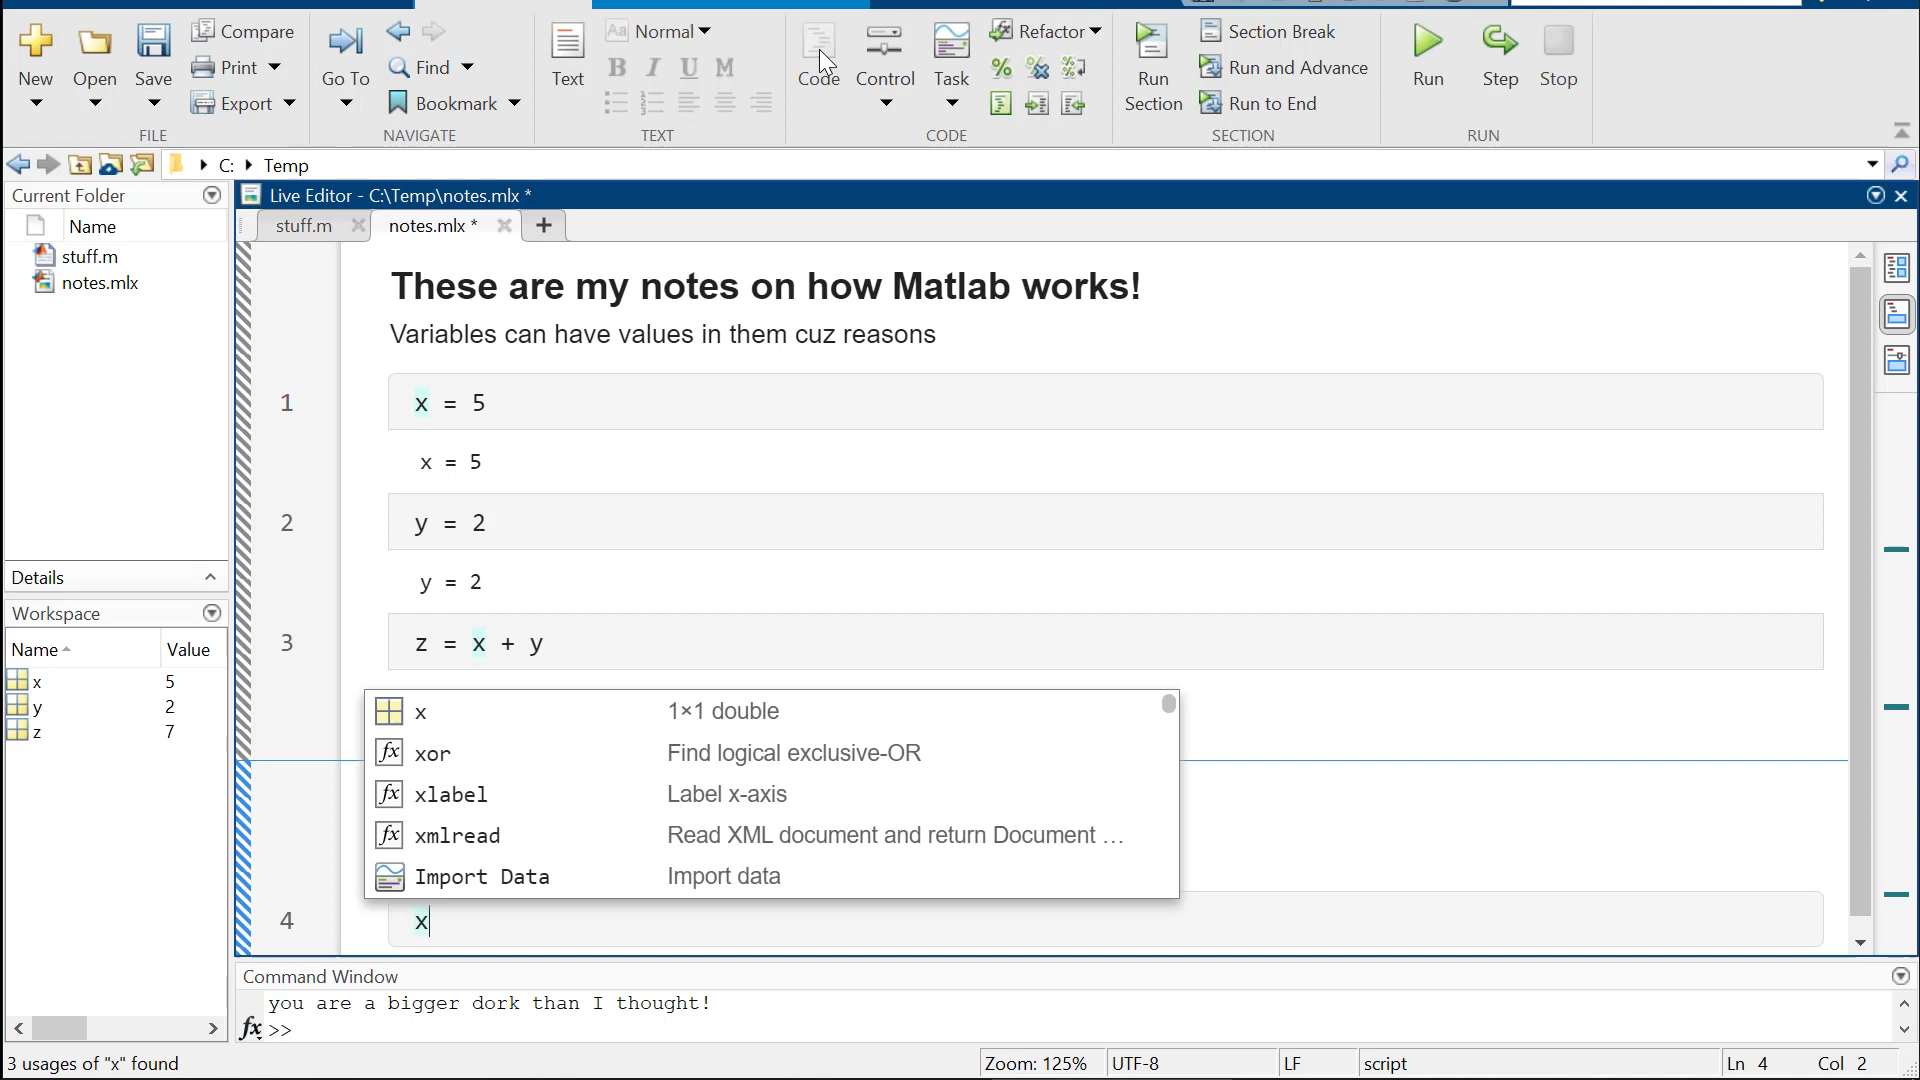 New
Open
Save
Compare
Print
Export
FILE
Go To
Find
Bookmark
NAVIGATE
Text
Aa Normal
B I U M
TEXT
Code
Control
Task
Refactor
CODE
Run
Section
Section Break
Run and Advance
Run to End
SECTION
Run
Step
Stop
RUN
C: Temp
Current Folder
Name
stuff.m
notes.mlx
Details
Workspace
Name Value
x 5
y 2
z 7
Live Editor - C:\Temp\notes.mlx *
stuff.m
notes.mlx *
These are my notes on how Matlab works!
Variables can have values in them cuz reasons
1 x = 5
x = 5
2 y = 2
y = 2
3 z = x + y
x 1×1 double
fx xor Find logical exclusive-OR
fx xlabel Label x-axis
fx xmlread Read XML document and return Document …
Import Data Import data
4 x
Command Window
you are a bigger dork than I thought!
fx >>
3 usages of "x" found
Zoom: 125% UTF-8 LF script Ln 4 Col 2